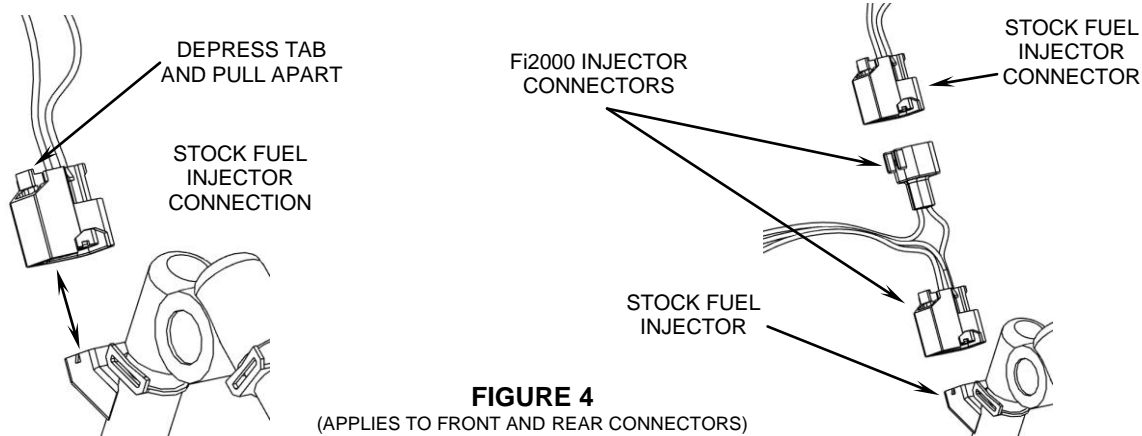 DEPRESS TAB
AND PULL APART
STOCK FUEL
INJECTOR
CONNECTION
Fi2000 INJECTOR
CONNECTORS
STOCK FUEL
INJECTOR
CONNECTOR
STOCK FUEL
INJECTOR
FIGURE 4
(APPLIES TO FRONT AND REAR CONNECTORS)